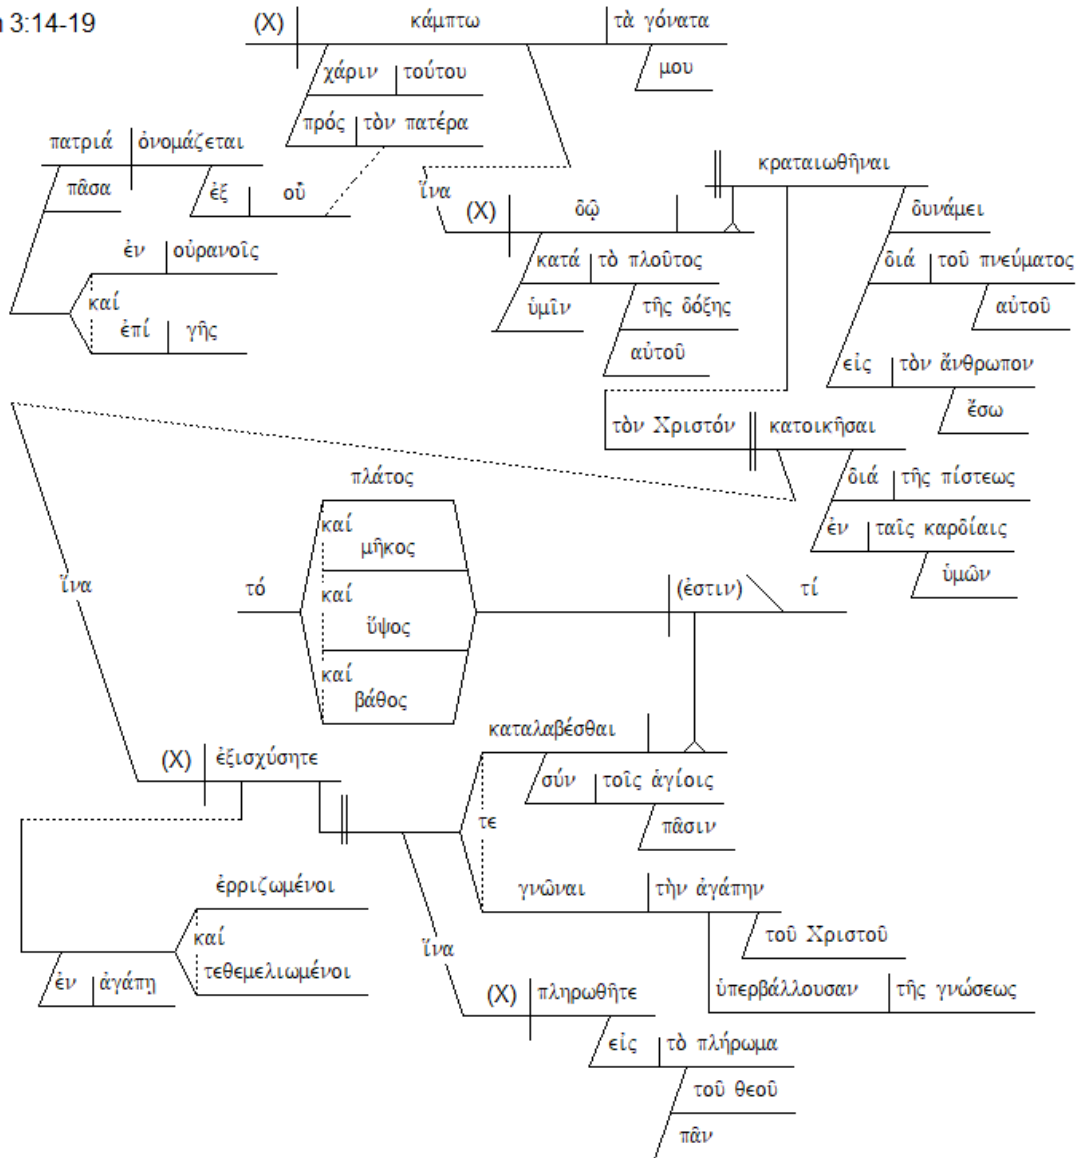 3:14-19
(X) κάμπτω τὰ γόνατα
χάριν τούτου μου
πρός τὸν πατέρα
πατριά ὀνομάζεται
πᾶσα
ἐξ οὗ
ἵνα
(X) δῷ
κραταιωθῆναι
δυνάμει
ἐν οὐρανοῖς
καί
ἐπί γῆς
κατά τὸ πλοῦτος
ὑμῖν
τῆς δόξης
αὐτοῦ
διά τοῦ πνεύματος
αὐτοῦ
εἰς τὸν ἄνθρωπον
ἔσω
τὸν Χριστόν κατοικῆσαι
διά τῆς πίστεως
ἐν ταῖς καρδίαις
ὑμῶν
ἵνα
τό
πλάτος
καί
μῆκος
καί
ὕψος
καί
βάθος
(ἐστιν) τί
(X) ἐξισχύσητε
καταλαβέσθαι
σύν τοῖς ἁγίοις
πᾶσιν
τε
γνῶναι τὴν ἀγάπην
τοῦ Χριστοῦ
ὑπερβάλλουσαν τῆς γνώσεως
ἐρριζωμένοι
καί
τεθεμελιωμένοι
ἐν ἀγάπῃ
ἵνα
(X) πληρωθῆτε
εἰς τὸ πλήρωμα
τοῦ θεοῦ
πᾶν